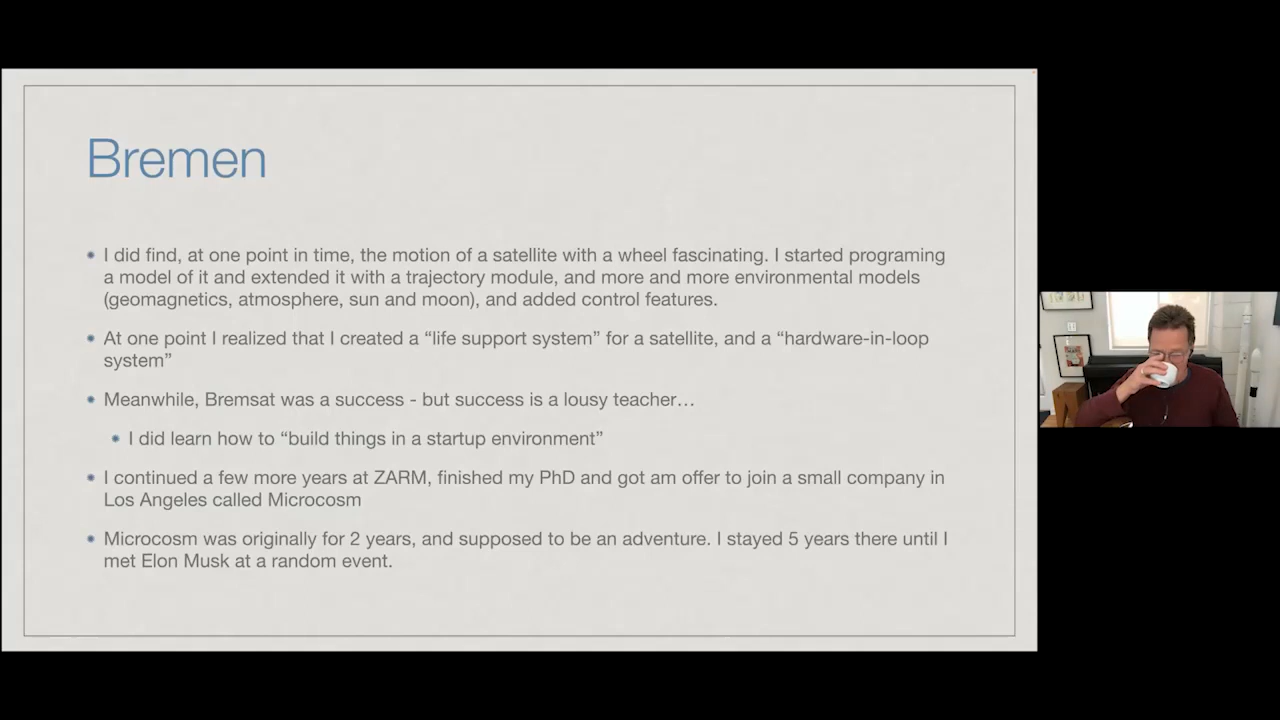 Bremen
I did find, at one point in time, the motion of a satellite with a wheel fascinating. I started programing
a model of it and extended it with a trajectory module, and more and more environmental models
(geomagnetics, atmosphere, sun and moon), and added control features.
At one point I realized that I created a “life support system” for a satellite, and a “hardware-in-loop
system”
Meanwhile, Bremsat was a success - but success is a lousy teacher…
I did learn how to “build things in a startup environment”
I continued a few more years at ZARM, finished my PhD and got am offer to join a small company in
Los Angeles called Microcosm
Microcosm was originally for 2 years, and supposed to be an adventure. I stayed 5 years there until I
met Elon Musk at a random event.